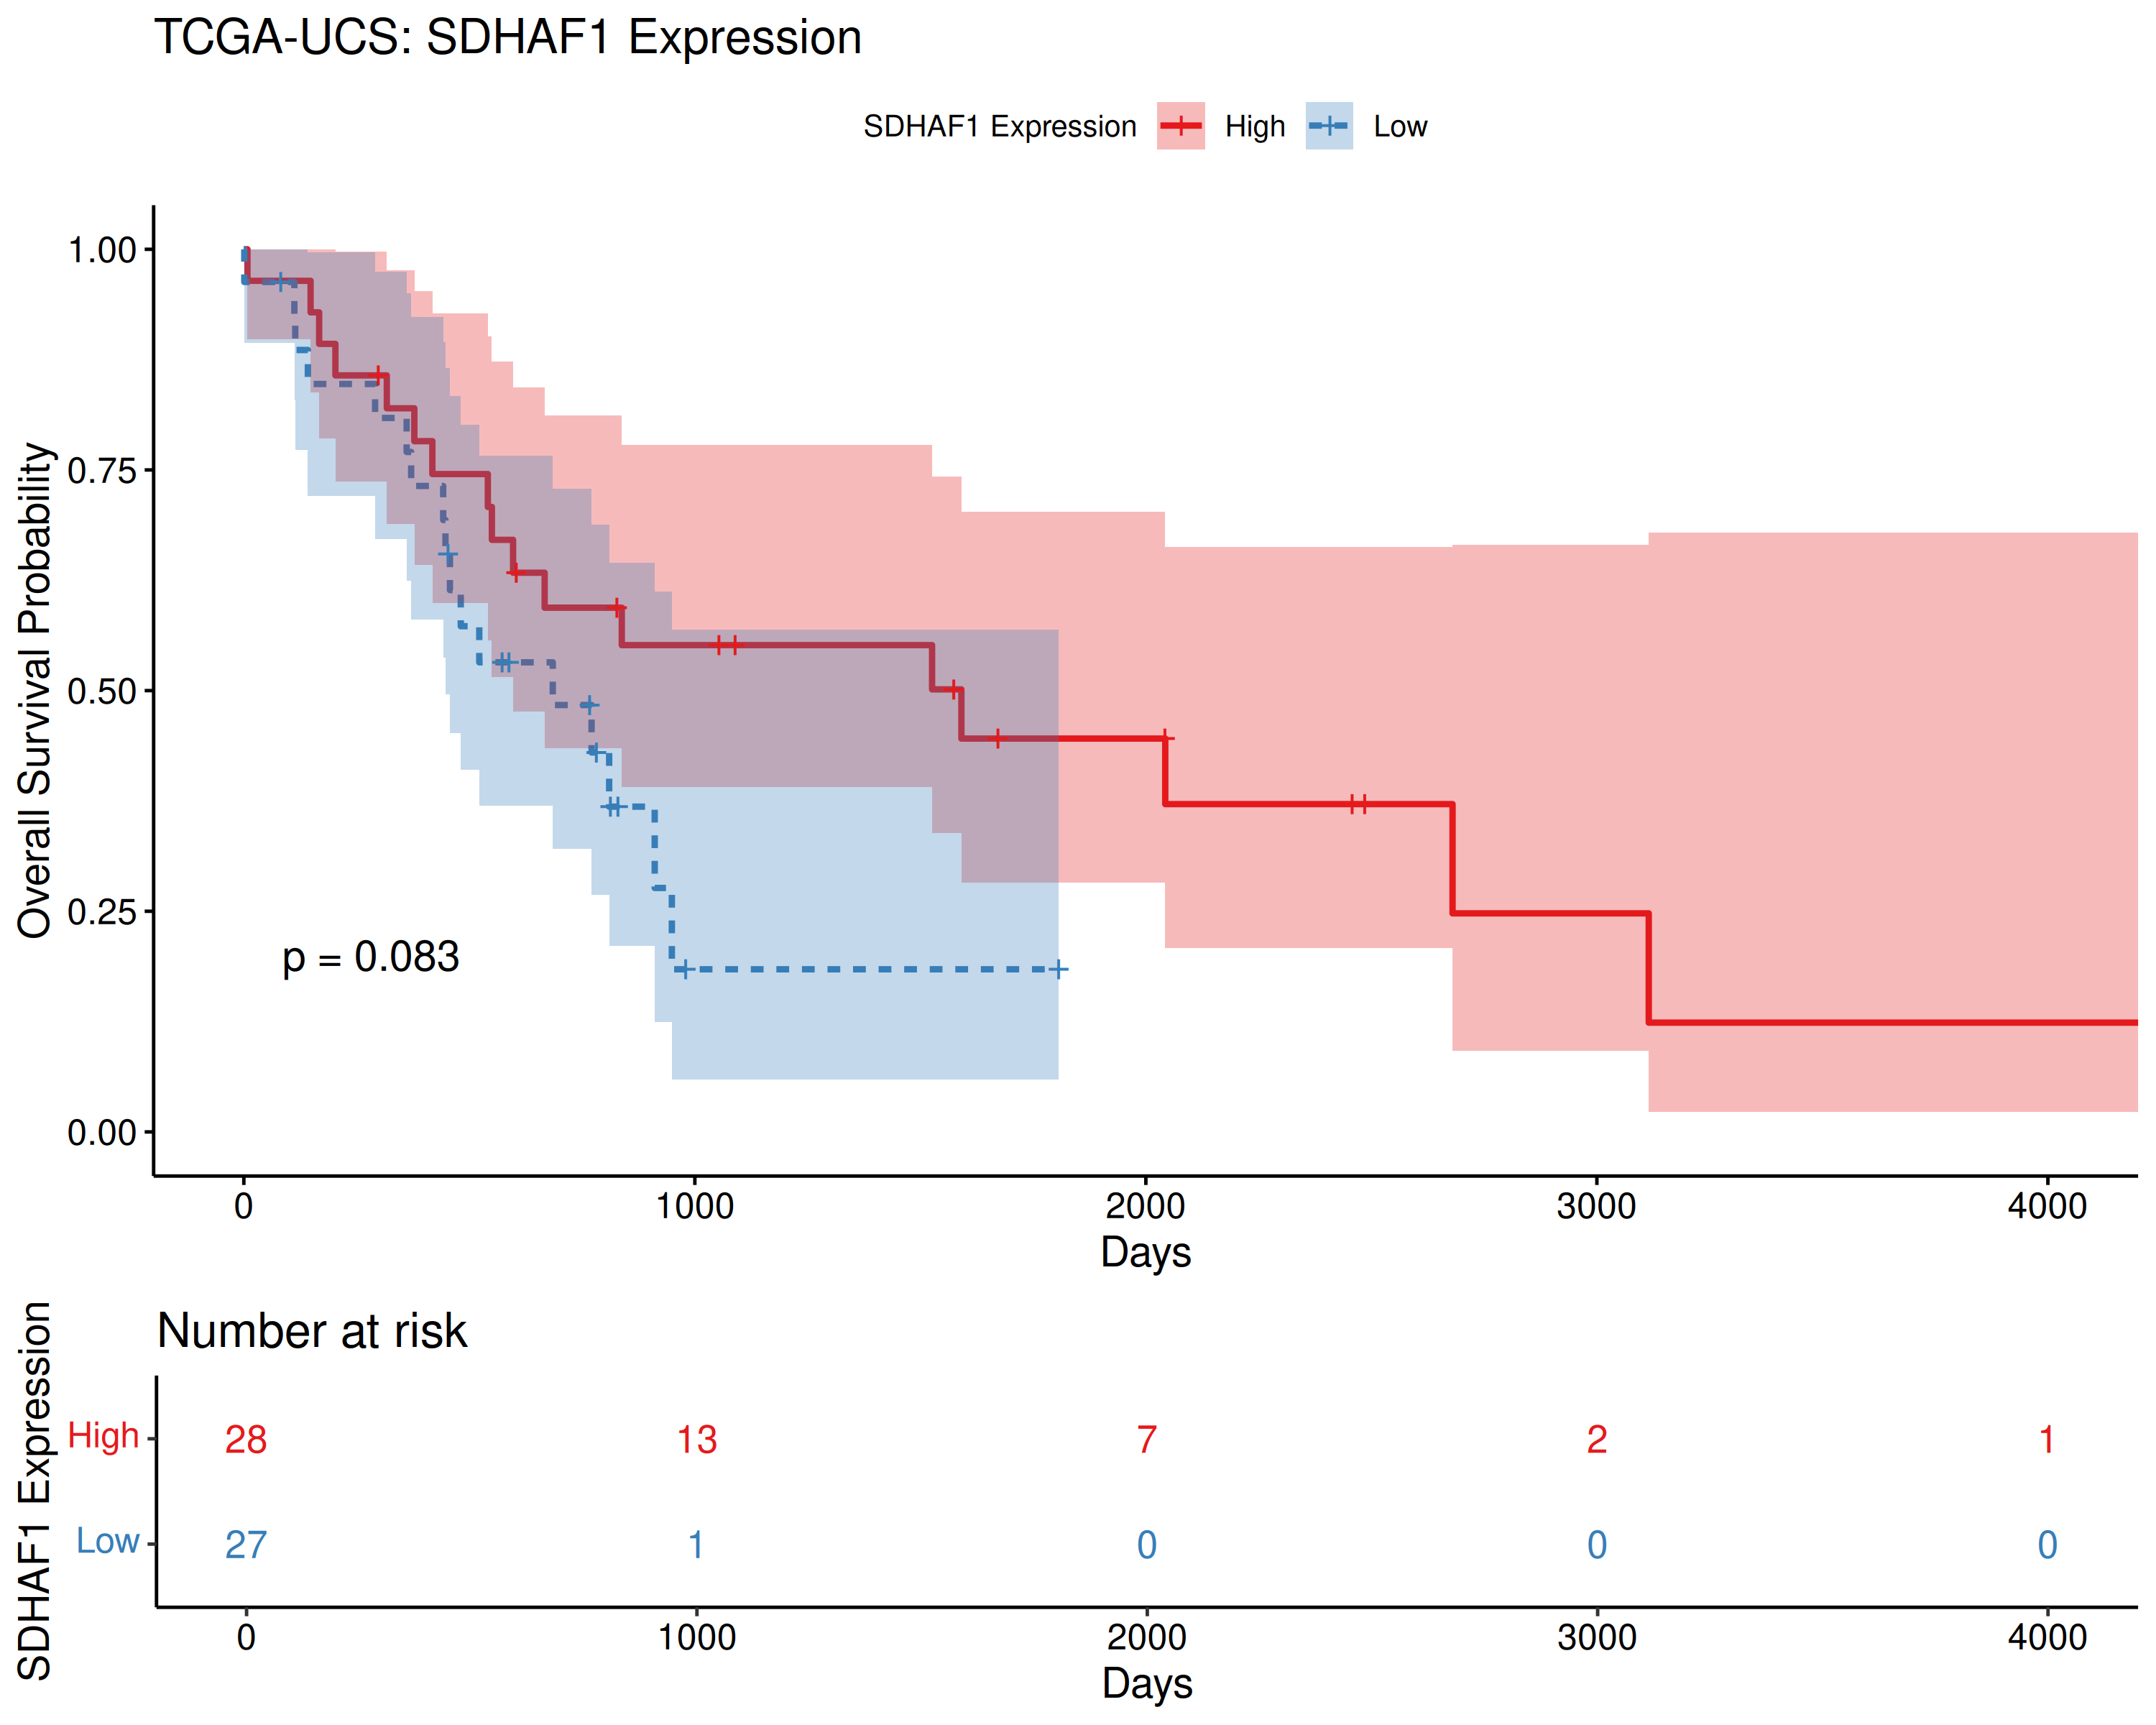 TCGA-UCS: SDHAF1 Expression
SDHAF1 Expression High Low
Overall Survival Probability
1.00
0.75
0.50
0.25
0.00
p = 0.083
0 1000 2000 3000 4000
Days
Number at risk
SDHAF1 Expression
High 28 13 7 2 1
Low 27 1 0 0 0
0 1000 2000 3000 4000
Days